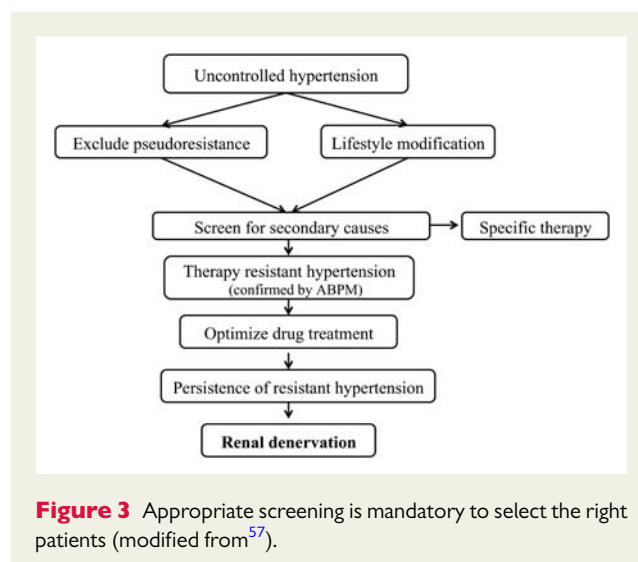 Uncontrolled hypertension
Exclude pseudoresistance
Lifestyle modification
Screen for secondary causes
Specific therapy
Therapy resistant hypertension
(confirmed by ABPM)
Optimize drug treatment
Persistence of resistant hypertension
Renal denervation
Figure 3 Appropriate screening is mandatory to select the right
patients (modified from57).